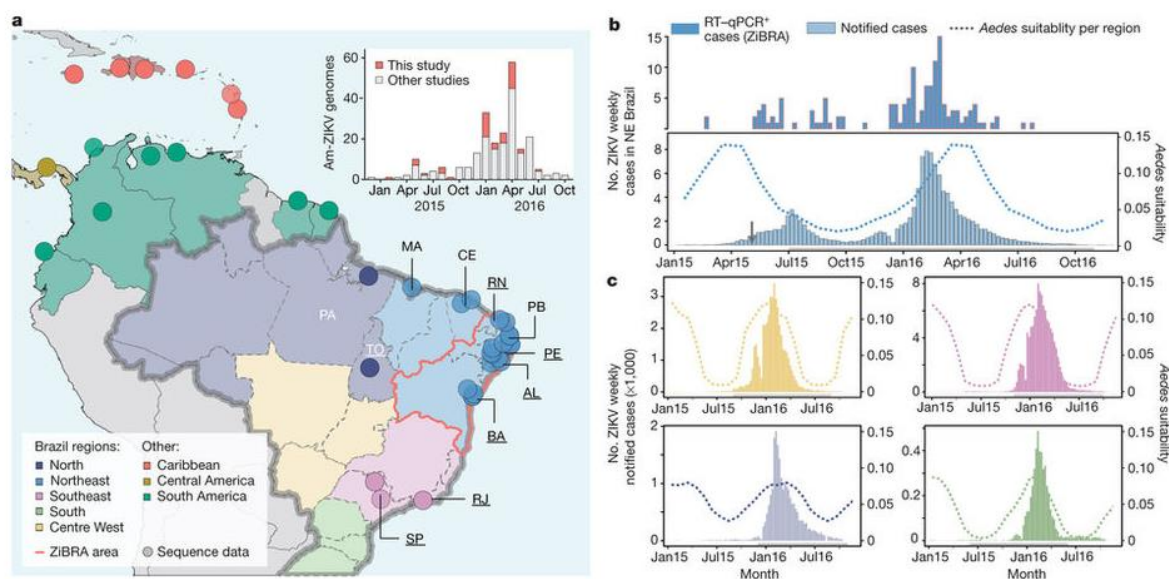 a
This study
Other studies
Am-ZIKV genomes
60
40
20
0
Jan Apr Jul Oct Jan Apr Jul Oct
2015 2016
MA
CE
RN
PB
PE
AL
BA
RJ
SP
PA
TO
Brazil regions:
North
Northeast
Southeast
South
Centre West
ZiBRA area
Other:
Caribbean
Central America
South America
Sequence data
b
RT–qPCR+
cases (ZiBRA)
Notified cases
Aedes suitablity per region
No. ZIKV weekly
cases in NE Brazil
15
10
5
8
6
4
2
0
0.15
0.10
0.05
0
Aedes suitability
Jan15 Apr15 Jul15 Oct15 Jan16 Apr16 Jul16 Oct16
c
No. ZIKV weekly
notified cases (×1,000)
3
2
1
0
0.15
0.10
0.05
0
Jan15 Jul15 Jan16 Jul16
8
6
4
2
0
0.15
0.10
0.05
0
Jan15 Jul15 Jan16 Jul16
2
1
0
0.15
0.10
0.05
0
Jan15 Jul15 Jan16 Jul16
Month
0.4
0.2
0
0.15
0.10
0.05
0
Jan15 Jul15 Jan16 Jul16
Month
Aedes suitability